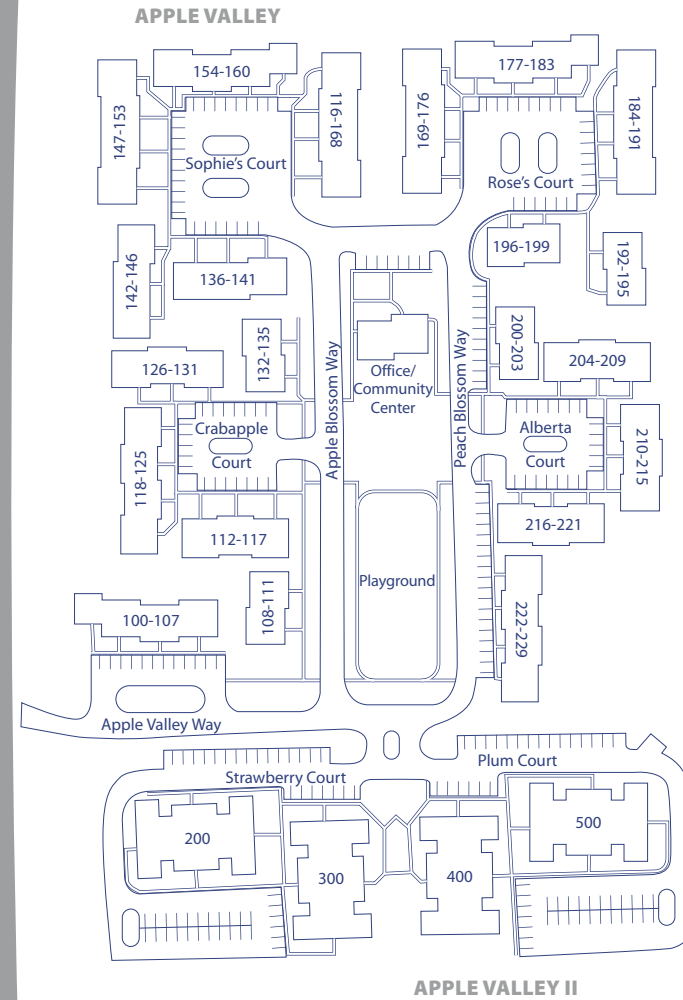 APPLE VALLEY
154-160
177-183
147-153
116-168
169-176
184-191
Sophie's Court
Rose's Court
196-199
192-195
142-146
136-141
132-135
200-203
126-131
204-209
Apple Blossom Way
Office/
Community
Center
Peach Blossom Way
Crabapple
Court
Alberta
Court
118-125
210-215
112-117
216-221
Playground
108-111
222-229
100-107
Apple Valley Way
Strawberry Court
Plum Court
200
300
400
500
APPLE VALLEY II